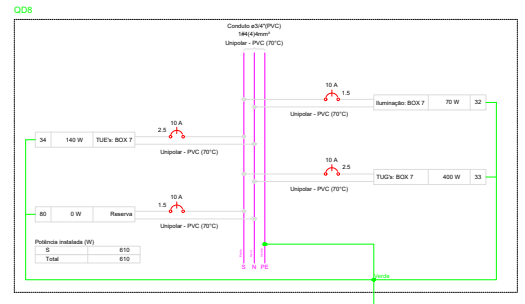 QD8
Conduto ø3/4"(PVC)
1#4(4)4mm²
Unipolar - PVC (70°C)
10 A
1.5
Iluminação: BOX 7 70 W 32
Unipolar - PVC (70°C)
10 A
2.5
34 140 W TUE's: BOX 7
Unipolar - PVC (70°C)
10 A
2.5
TUG's: BOX 7 400 W 33
Unipolar - PVC (70°C)
10 A
1.5
80 0 W Reserva
Unipolar - PVC (70°C)
Potência instalada (W)
S 610
Total 610
S N PE
Verde